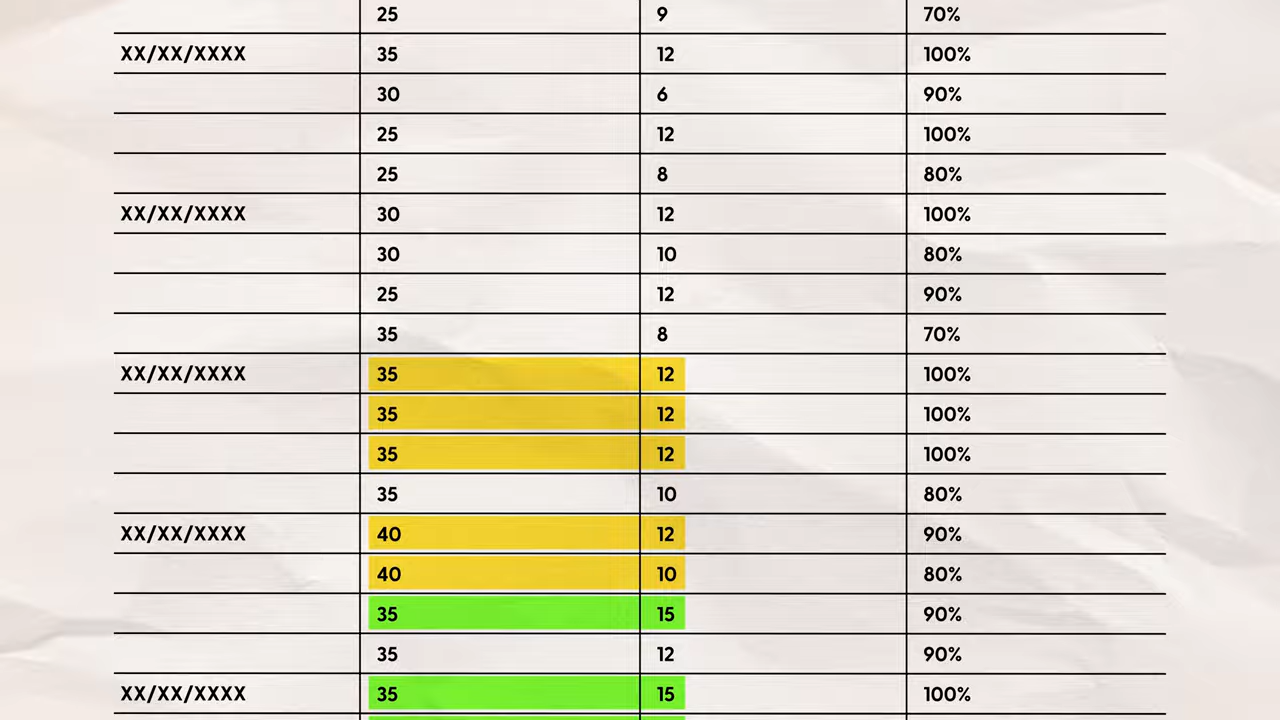 25 9 70%
XX/XX/XXXX 35 12 100%
30 6 90%
25 12 100%
25 8 80%
XX/XX/XXXX 30 12 100%
30 10 80%
25 12 90%
35 8 70%
XX/XX/XXXX 35 12 100%
35 12 100%
35 12 100%
35 10 80%
XX/XX/XXXX 40 12 90%
40 10 80%
35 15 90%
35 12 90%
XX/XX/XXXX 35 15 100%